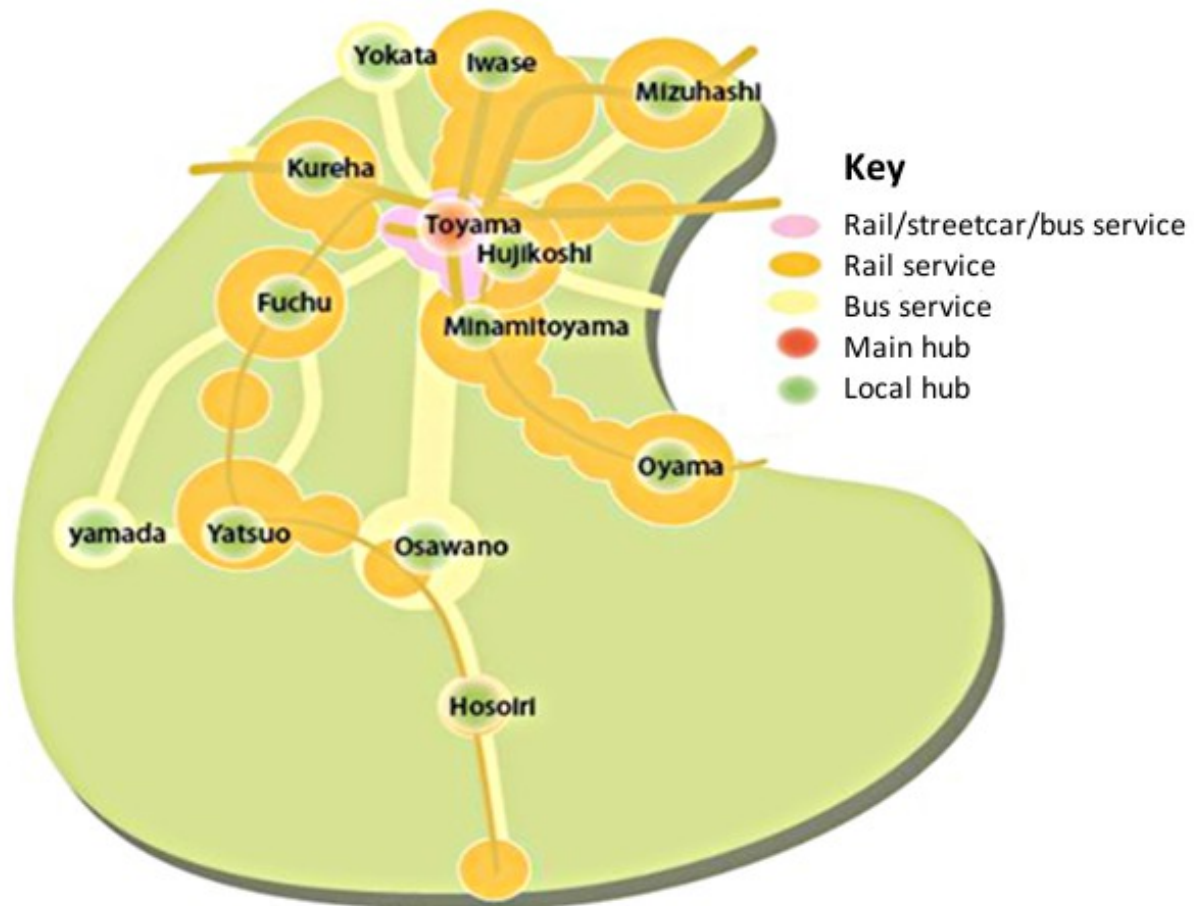 Yokata
Iwase
Mizuhashi
Kureha
Key
Toyama
Rail/streetcar/bus service
Hujikoshi
Rail service
Fuchu
Bus service
Minamitoyama
Main hub
Local hub
Oyama
yamada
Yatsuo
Osawano
Hosoiri